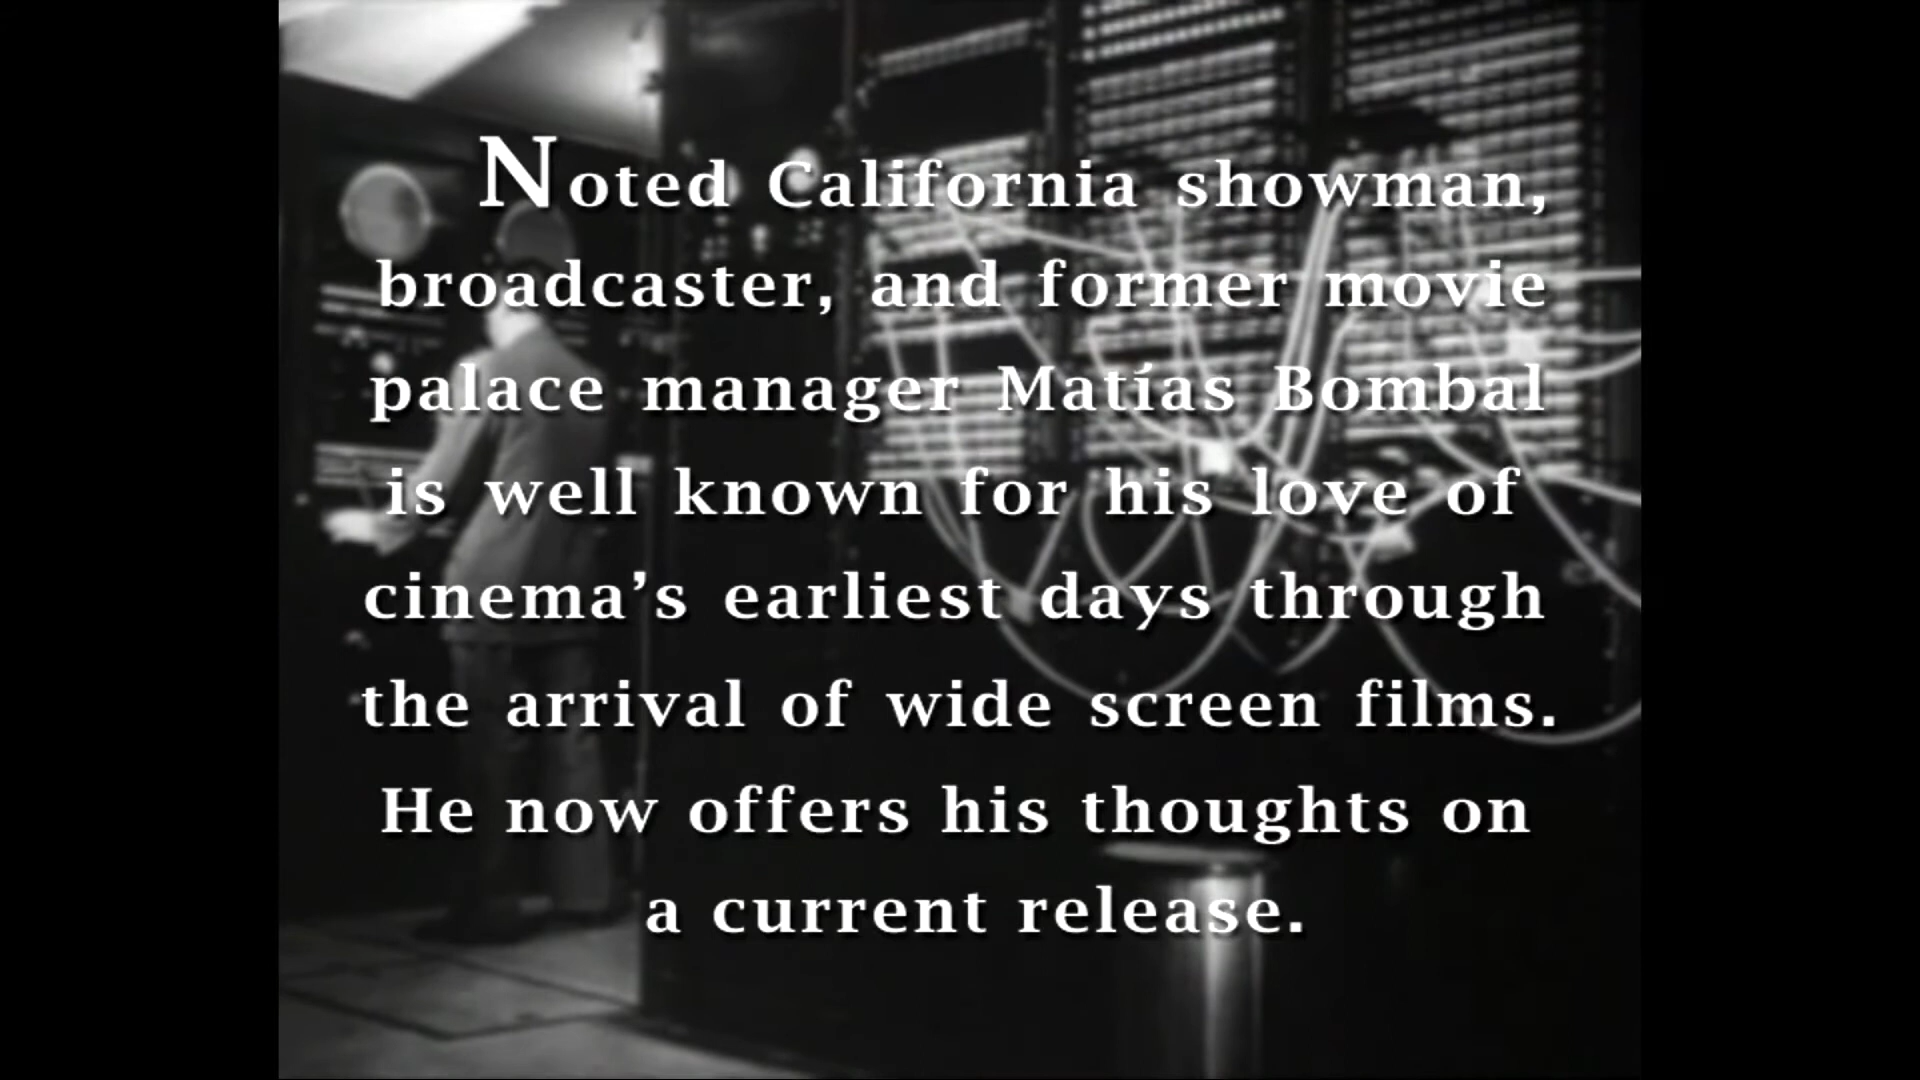 Noted California showman,
broadcaster, and former movie
palace manager Matías Bombal
is well known for his love of
cinema’s earliest days through
the arrival of wide screen films.
He now offers his thoughts on
a current release.